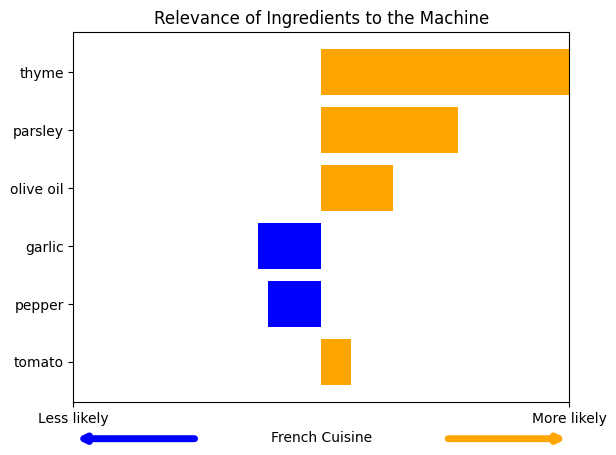 Relevance of Ingredients to the Machine
thyme
parsley
olive oil
garlic
pepper
tomato
Less likely
More likely
French Cuisine